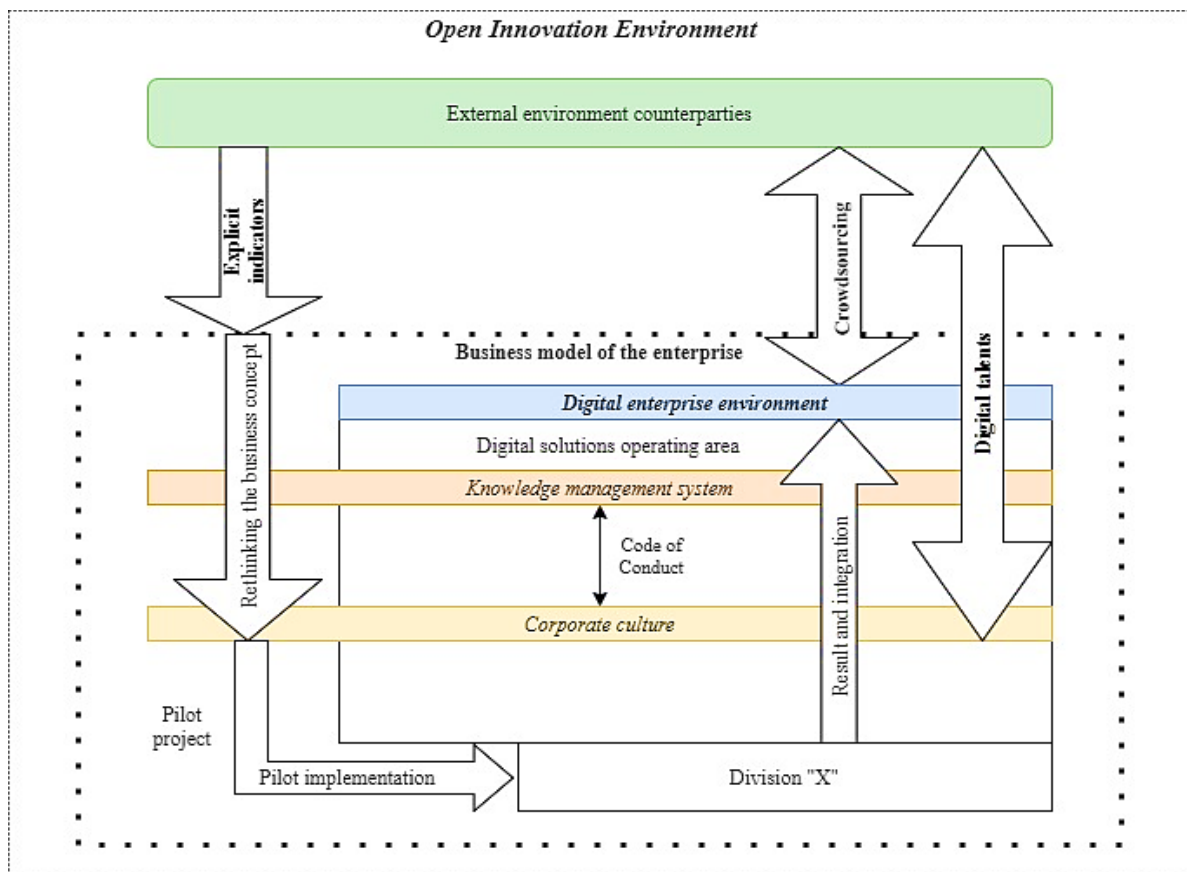 Open Innovation Environment
External environment counterparties
Explicit
indicators
Crowdsourcing
Digital talents
Business model of the enterprise
Rethinking the business concept
Digital enterprise environment
Digital solutions operating area
Knowledge management system
Code of
Conduct
Result and integration
Corporate culture
Pilot
project
Pilot implementation
Division "X"